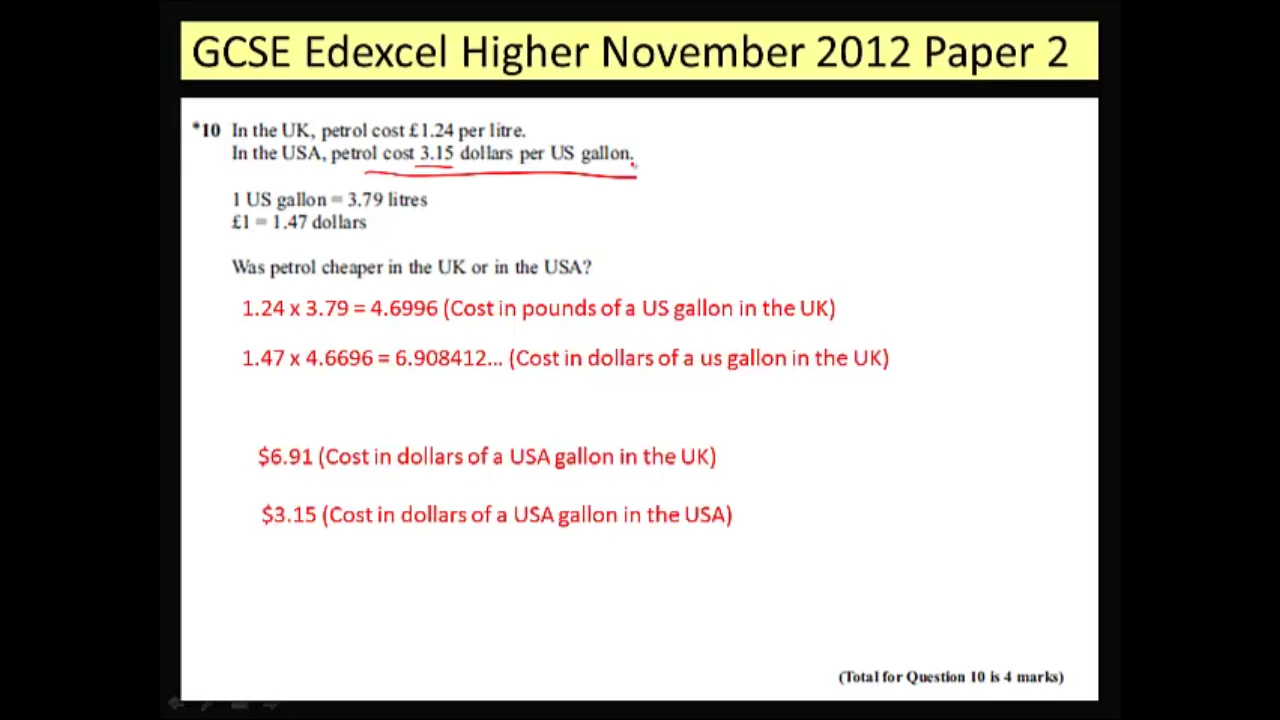 GCSE Edexcel Higher November 2012 Paper 2
*10 In the UK, petrol cost £1.24 per litre.
In the USA, petrol cost 3.15 dollars per US gallon.
1 US gallon = 3.79 litres
£1 = 1.47 dollars
Was petrol cheaper in the UK or in the USA?
1.24 x 3.79 = 4.6996 (Cost in pounds of a US gallon in the UK)
1.47 x 4.6696 = 6.908412... (Cost in dollars of a us gallon in the UK)
$6.91 (Cost in dollars of a USA gallon in the UK)
$3.15 (Cost in dollars of a USA gallon in the USA)
(Total for Question 10 is 4 marks)